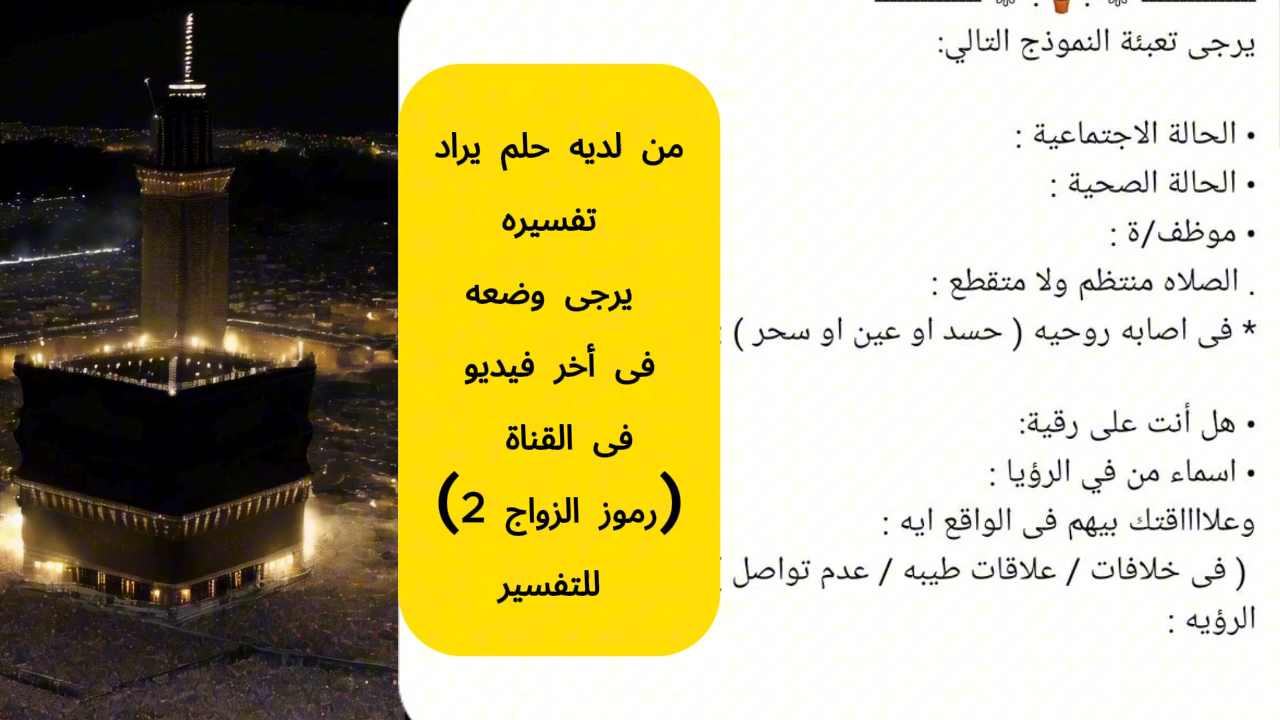 يرجى تعبئة النموذج التالي:
• الحالة الاجتماعية :
• الحالة الصحية :
• موظف/ة :
. الصلاه منتظم ولا متقطع :
* فى اصابه روحيه ( حسد او عين او سحر ) :
• هل أنت على رقية:
• اسماء من في الرؤيا :
وعلااااقتك بيهم فى الواقع ايه :
( فى خلافات / علاقات طيبه / عدم تواصل )
الرؤيه :
من لديه حلم يراد
تفسيره
يرجى وضعه
فى أخر فيديو
فى القناة
(رموز الزواج 2)
للتفسير